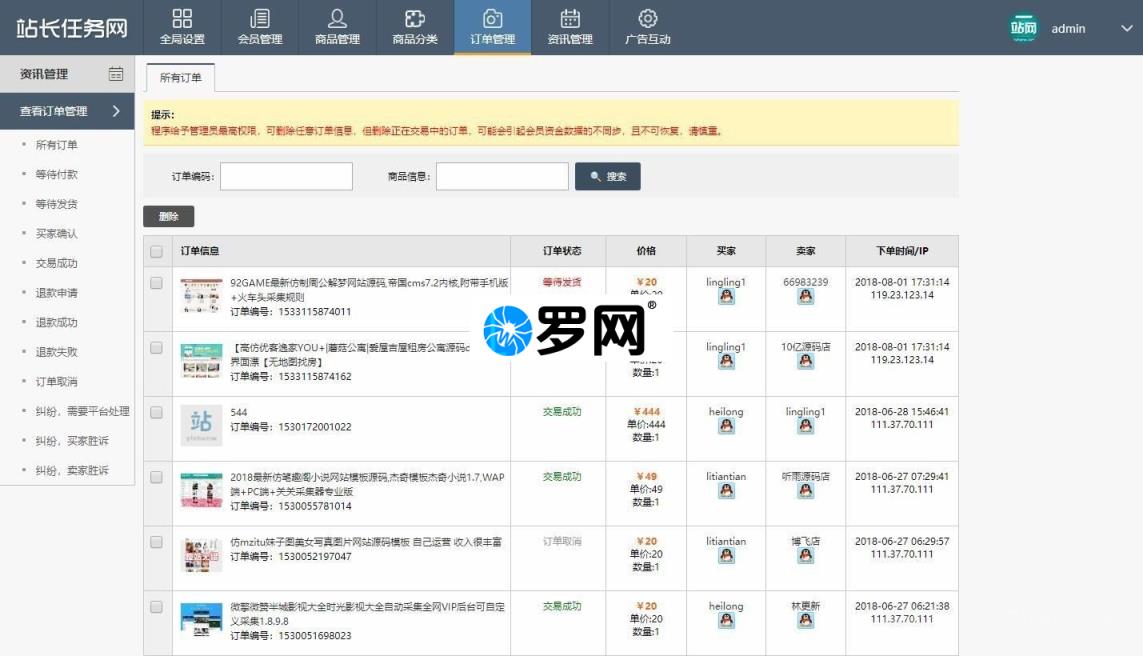 站长任务网
全局设置
会员管理
商品管理
商品分类
订单管理
资讯管理
广告互动
站网
admin
资讯管理
查看订单管理
所有订单
等待付款
等待发货
买家确认
交易成功
退款申请
退款成功
退款失败
订单取消
纠纷，需要平台处理
纠纷，买家胜诉
纠纷，卖家胜诉
所有订单
提示：
程序给予管理员最高权限，可删除任意订单信息，但删除正在交易中的订单，可能会引起会员资金数据的不同步，且不可恢复，请慎重。
订单编码：
商品信息：
搜索
删除
订单信息 订单状态 价格 买家 卖家 下单时间/IP
92GAME最新仿制周公解梦网站源码,帝国cms7.2内核,附带手机版
+火车头采集规则
订单编号：1533115874011
等待发货
￥20
单价:20
lingling1
66983239
2018-08-01 17:31:14
119.23.123.14
罗网®
【高仿优客逸家YOU+|蘑菇公寓|爱屋吉屋租房公寓源码
界面漂【无地图找房】
订单编号：1533115874162
数量:1
lingling1
10亿源码店
2018-08-01 17:31:14
119.23.123.14
站
544
订单编号：1530172001022
交易成功
￥444
单价:444
数量:1
heilong
lingling1
2018-06-28 15:46:41
111.37.70.111
2018最新仿笔趣阁小说网站模板源码,杰奇模板杰奇小说1.7,WAP
端+PC端+关关采集器专业版
订单编号：1530055781014
交易成功
￥49
单价:49
数量:1
litiantian
听雨源码店
2018-06-27 07:29:41
111.37.70.111
仿mzitu妹子图美女写真图片网站源码模板 自己运营 收入很丰富
订单编号：1530052197047
订单取消
￥20
单价:20
数量:1
litiantian
博飞店
2018-06-27 06:29:57
111.37.70.111
微擎微赞半城影视大全时光影视大全自动采集全网VIP后台可自定
义采集1.8.9.8
订单编号：1530051698023
交易成功
￥20
单价:20
数量:1
heilong
林更新
2018-06-27 06:21:38
111.37.70.111